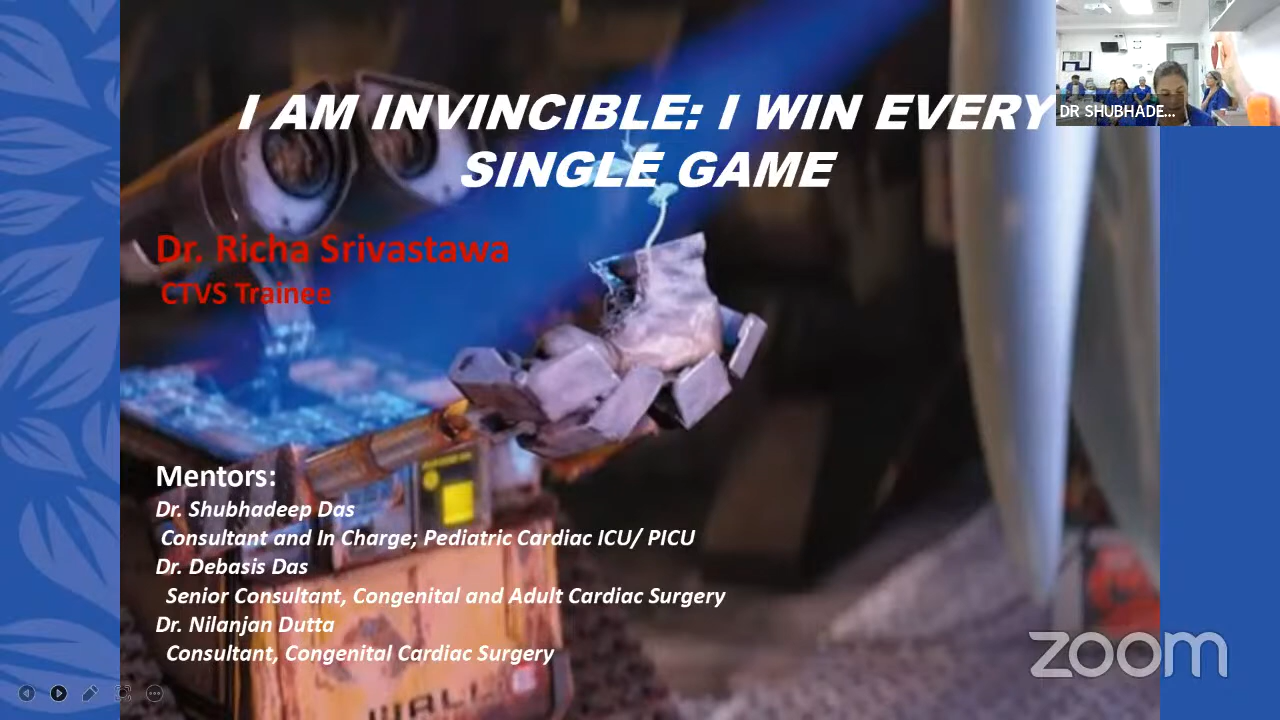 I AM INVINCIBLE: I WIN EVERY
SINGLE GAME
DR SHUBHADE...
Dr. Richa Srivastawa
CTVS Trainee
Mentors:
Dr. Shubhadeep Das
Consultant and In Charge; Pediatric Cardiac ICU/ PICU
Dr. Debasis Das
Senior Consultant, Congenital and Adult Cardiac Surgery
Dr. Nilanjan Dutta
Consultant, Congenital Cardiac Surgery
WALL
zoom